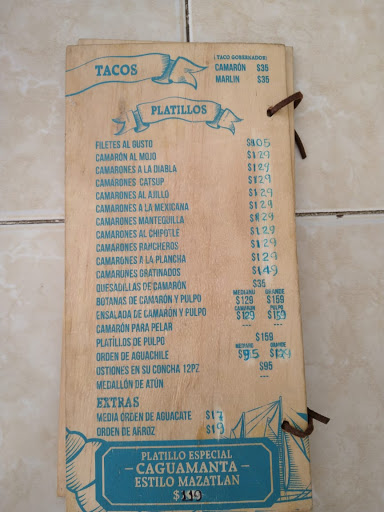 TACOS
(TACO GOBERNADOR)
CAMARÓN $35
MARLIN $35
PLATILLOS
FILETES AL GUSTO $105
CAMARÓN AL MOJO $129
CAMARONES A LA DIABLA $129
CAMARONES CATSUP $129
CAMARONES AL AJILLO $129
CAMARONES A LA MEXICANA $129
CAMARONES MANTEQUILLA $129
CAMARONES AL CHIPOTLE $129
CAMARONES RANCHEROS $129
CAMARONES A LA PLANCHA $129
CAMARONES GRATINADOS $149
QUESADILLAS DE CAMARÓN $35
MEDIANO GRANDE
BOTANAS DE CAMARÓN Y PULPO $129 $159
CAMARON PULPO
ENSALADA DE CAMARÓN Y PULPO $129 $159
CAMARÓN PARA PELAR --- ---
PLATILLOS DE PULPO $159
MEDIANO GRANDE
ORDEN DE AGUACHILE $95 $129
OSTIONES EN SU CONCHA 12PZ $95
MEDALLÓN DE ATÚN ---
EXTRAS
MEDIA ORDEN DE AGUACATE
ORDEN DE ARROZ $19
PLATILLO ESPECIAL
– CAGUAMANTA –
ESTILO MAZATLAN